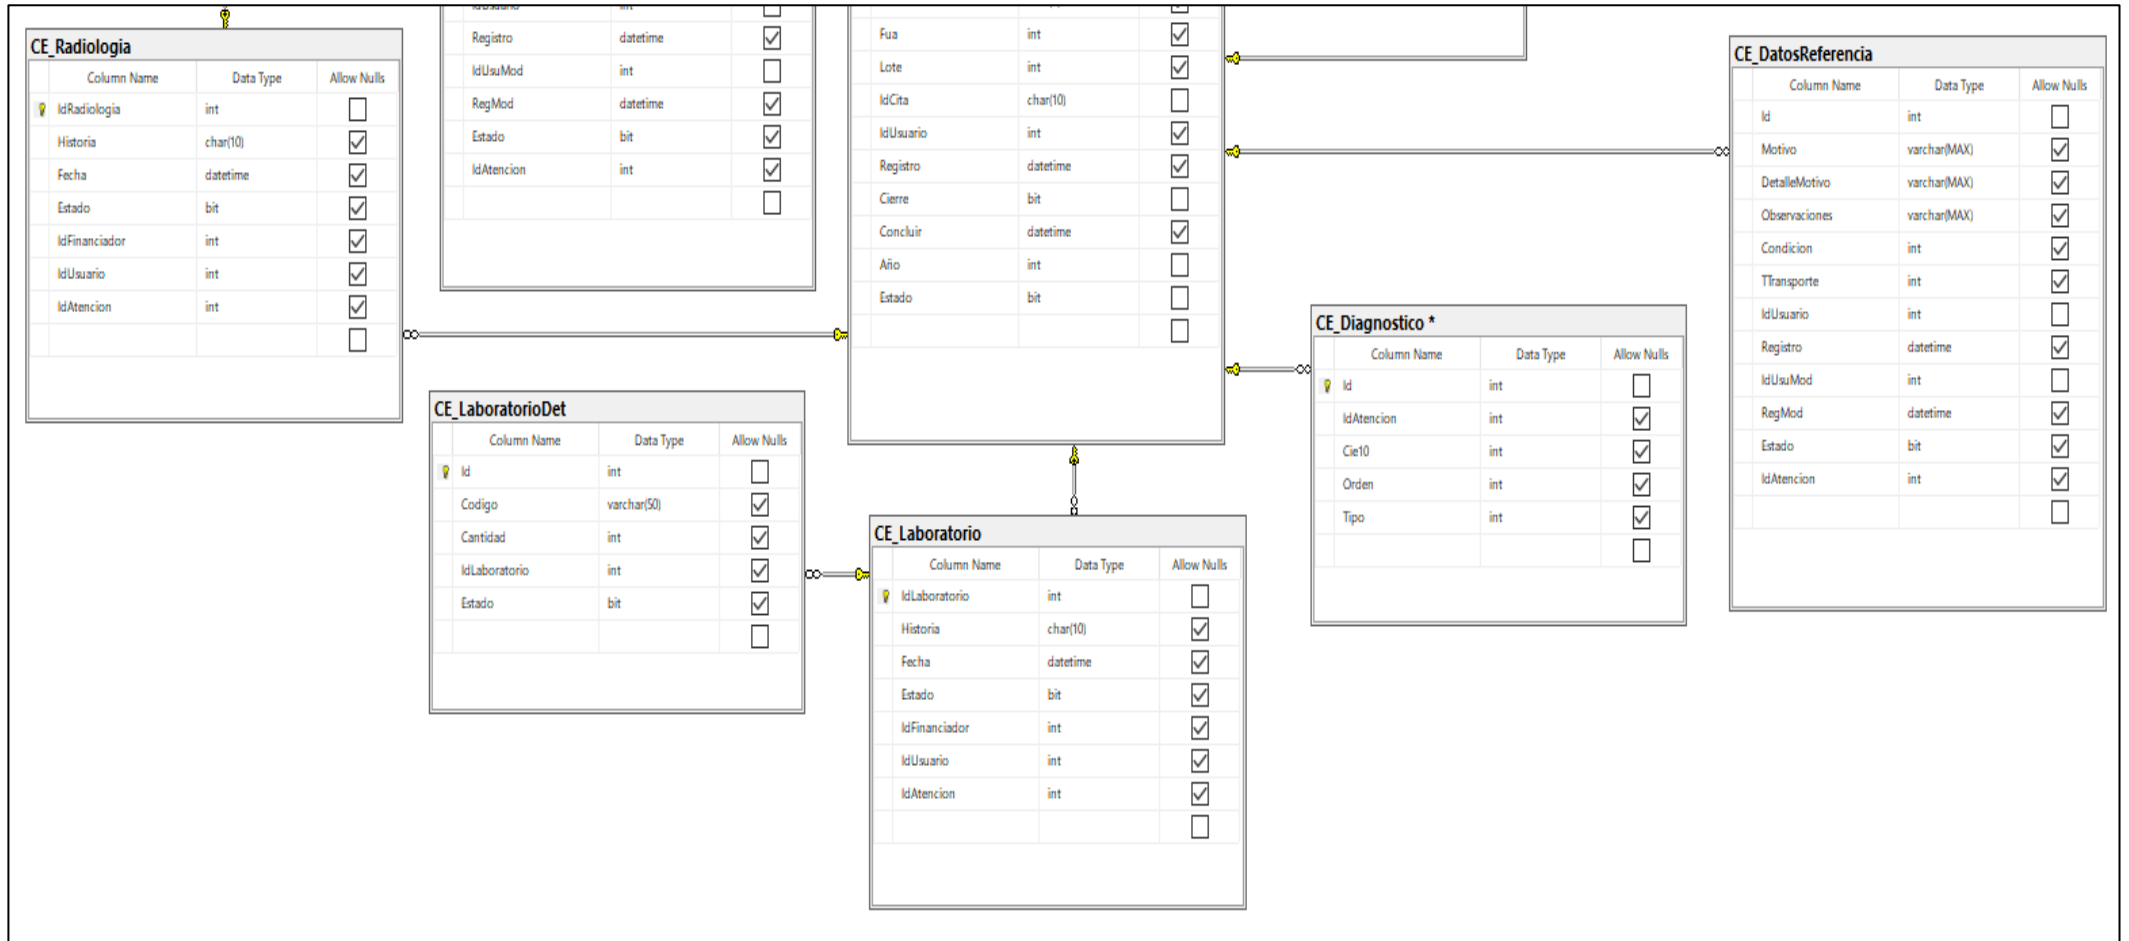 CE_Radiologia
Column Name Data Type Allow Nulls
IdRadiologia int
Historia char(10)
Fecha datetime
Estado bit
IdFinanciador int
IdUsuario int
IdAtencion int
IdUsuario int
Registro datetime
IdUsuMod int
RegMod datetime
Estado bit
IdAtencion int
Fua int
Lote int
IdCita char(10)
IdUsuario int
Registro datetime
Cierre bit
Concluir datetime
Año int
Estado bit
CE_DatosReferencia
Column Name Data Type Allow Nulls
Id int
Motivo varchar(MAX)
DetalleMotivo varchar(MAX)
Observaciones varchar(MAX)
Condicion int
TTransporte int
IdUsuario int
Registro datetime
IdUsuMod int
RegMod datetime
Estado bit
IdAtencion int
CE_Diagnostico *
Column Name Data Type Allow Nulls
Id int
IdAtencion int
Cie10 int
Orden int
Tipo int
CE_LaboratorioDet
Column Name Data Type Allow Nulls
Id int
Codigo varchar(50)
Cantidad int
IdLaboratorio int
Estado bit
CE_Laboratorio
Column Name Data Type Allow Nulls
IdLaboratorio int
Historia char(10)
Fecha datetime
Estado bit
IdFinanciador int
IdUsuario int
IdAtencion int